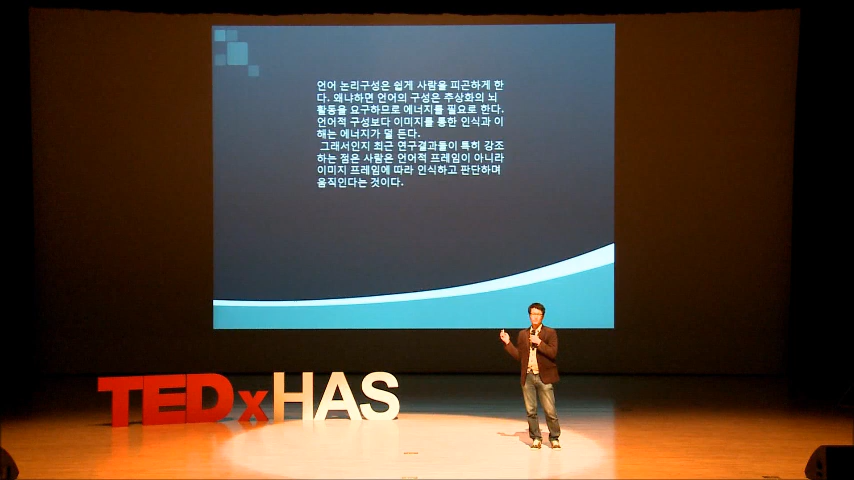 언어 논리구성은 쉽게 사람을 피곤하게 한
다. 왜냐하면 언어의 구성은 추상화의 뇌
활동을 요구하므로 에너지를 필요로 한다.
언어적 구성보다 이미지를 통한 인식과 이
해는 에너지가 덜 든다.
그래서인지 최근 연구결과들이 특히 강조
하는 점은 사람은 언어적 프레임이 아니라
이미지 프레임에 따라 인식하고 판단하며
움직인다는 것이다.
TEDxHAS